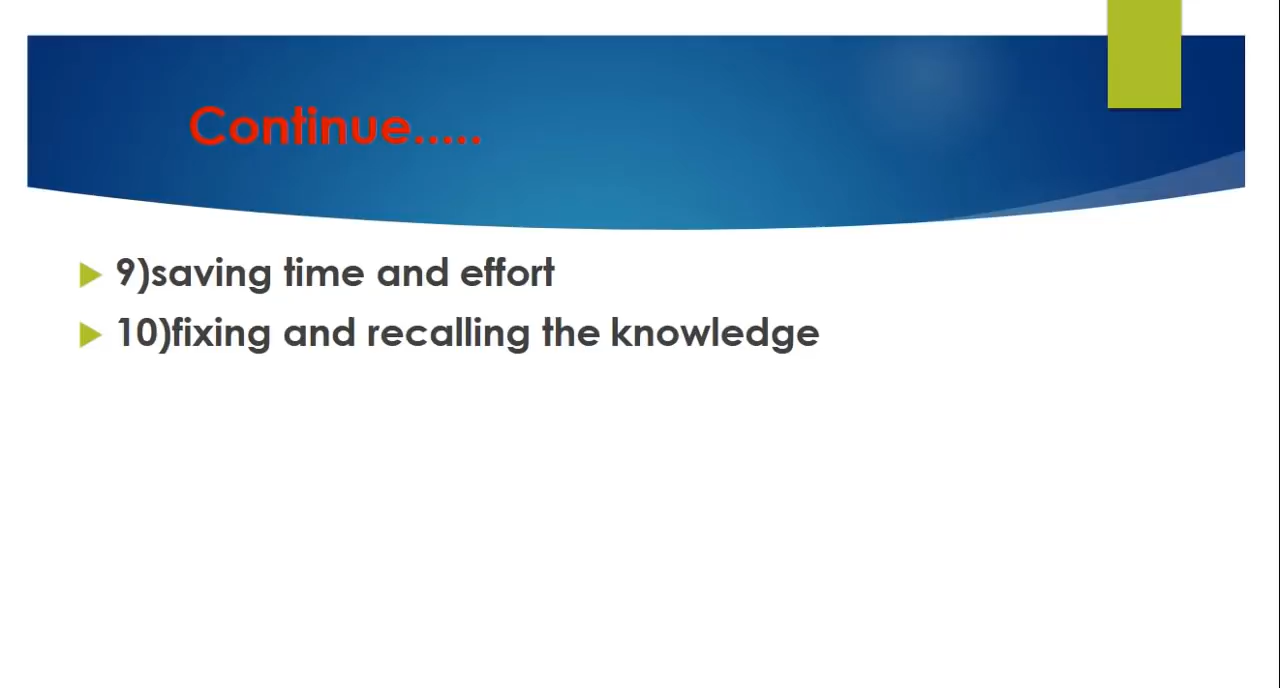 Continue.....
9)saving time and effort
10)fixing and recalling the knowledge